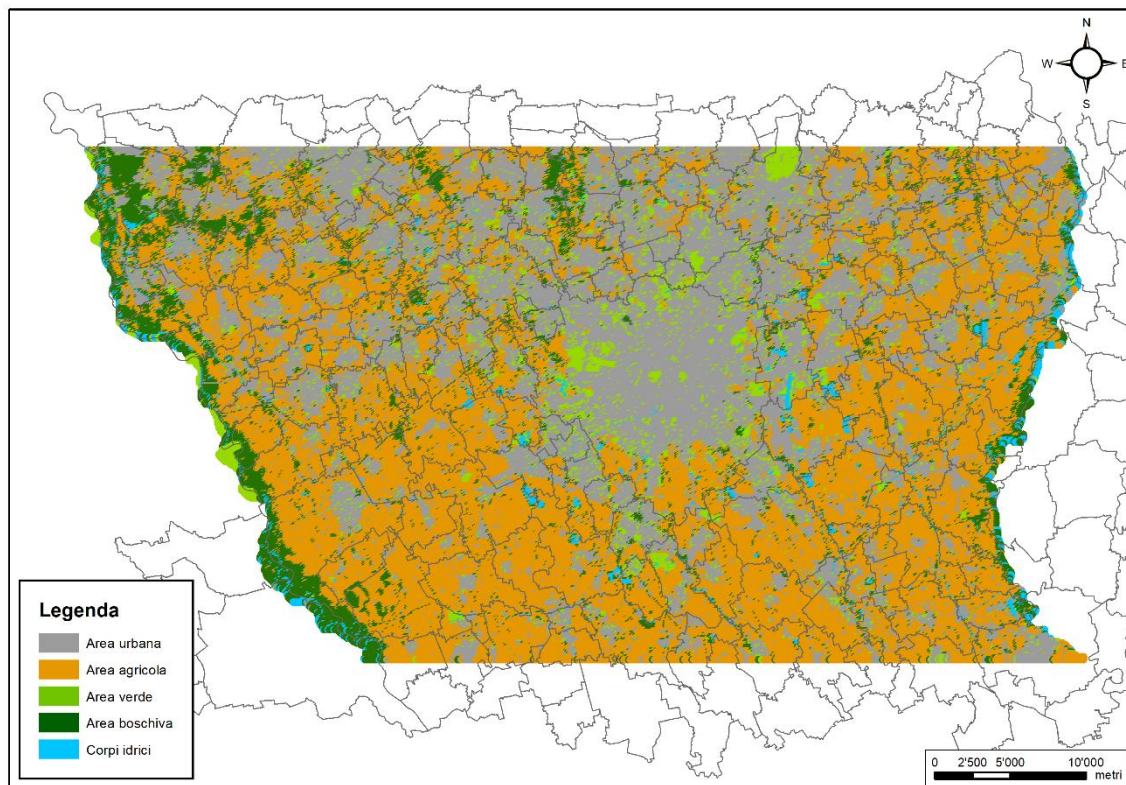 N
W E
S
Legenda
Area urbana
Area agricola
Area verde
Area boschiva
Corpi idrici
0 2'500 5'000 10'000
metri